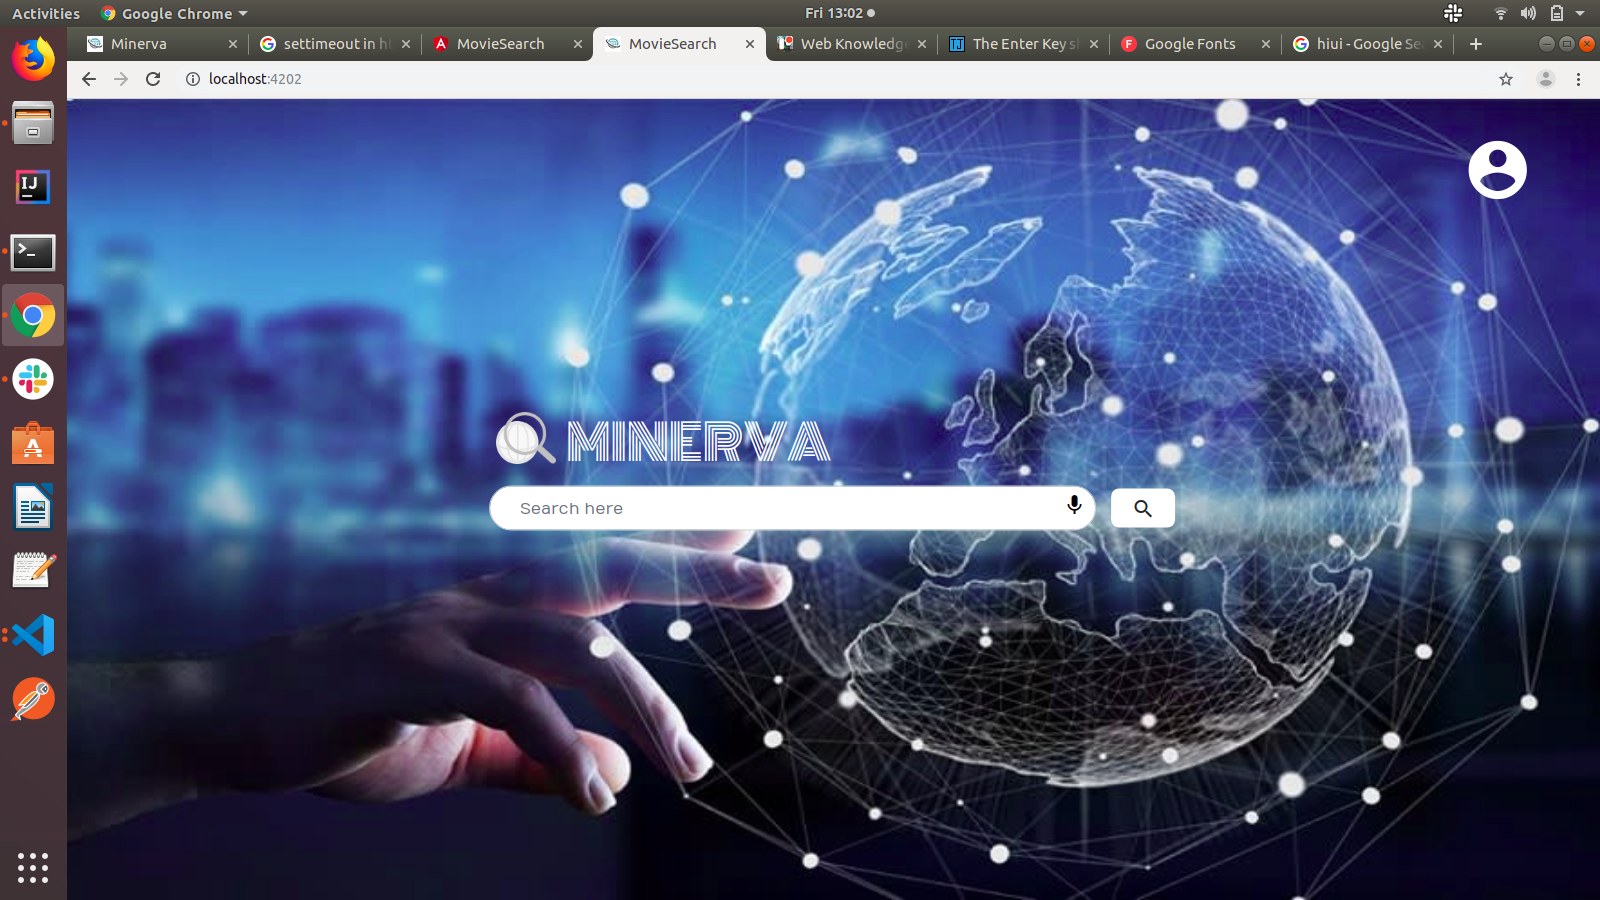 Activities
Google Chrome
Fri 13:02
Minerva
settimeout in h
MovieSearch
MovieSearch
Web Knowledg
The Enter Key s
Google Fonts
hiui - Google Se
localhost:4202
MINERVA
Search here